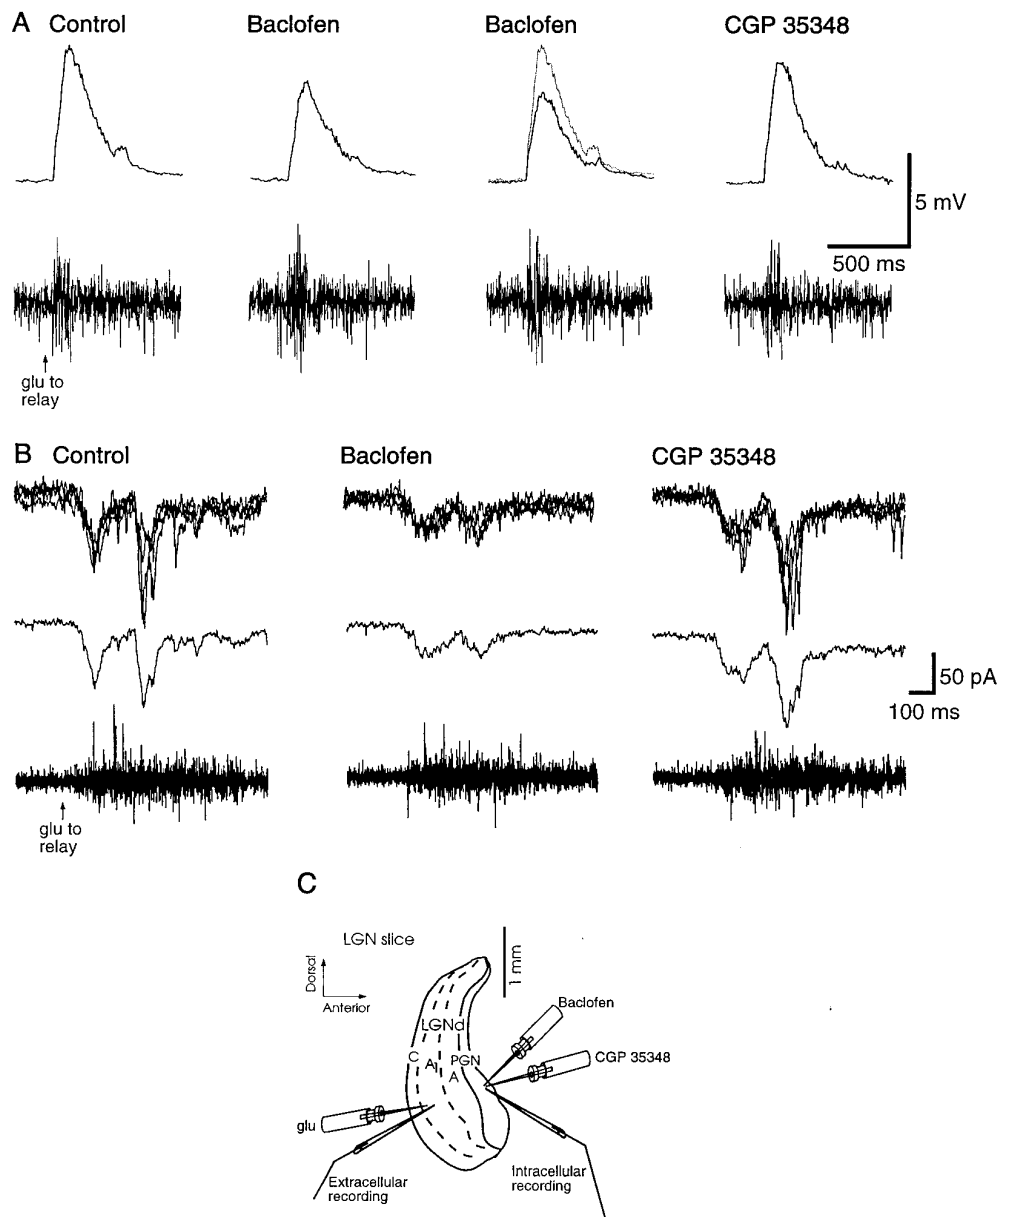 A Control Baclofen Baclofen CGP 35348
5 mV
500 ms
glu to
relay
B Control Baclofen CGP 35348
50 pA
100 ms
glu to
relay
C
LGN slice
1 mm
Dorsal
Anterior
Baclofen
LGNd
CGP 35348
C A1 PGN
A
glu
Extracellular
recording
Intracellular
recording